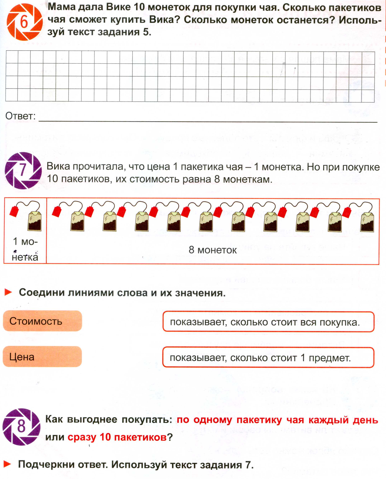 6
Мама дала Вике 10 монеток для покупки чая. Сколько пакетиков
чая сможет купить Вика? Сколько монеток останется? Исполь-
зуй текст задания 5.
Ответ:
7
Вика прочитала, что цена 1 пакетика чая – 1 монетка. Но при покупке
10 пакетиков, их стоимость равна 8 монеткам.
1 мо-
нетка
8 монеток
► Соедини линиями слова и их значения.
Стоимость
показывает, сколько стоит вся покупка.
Цена
показывает, сколько стоит 1 предмет.
8
Как выгоднее покупать: по одному пакетику чая каждый день
или сразу 10 пакетиков?
► Подчеркни ответ. Используй текст задания 7.